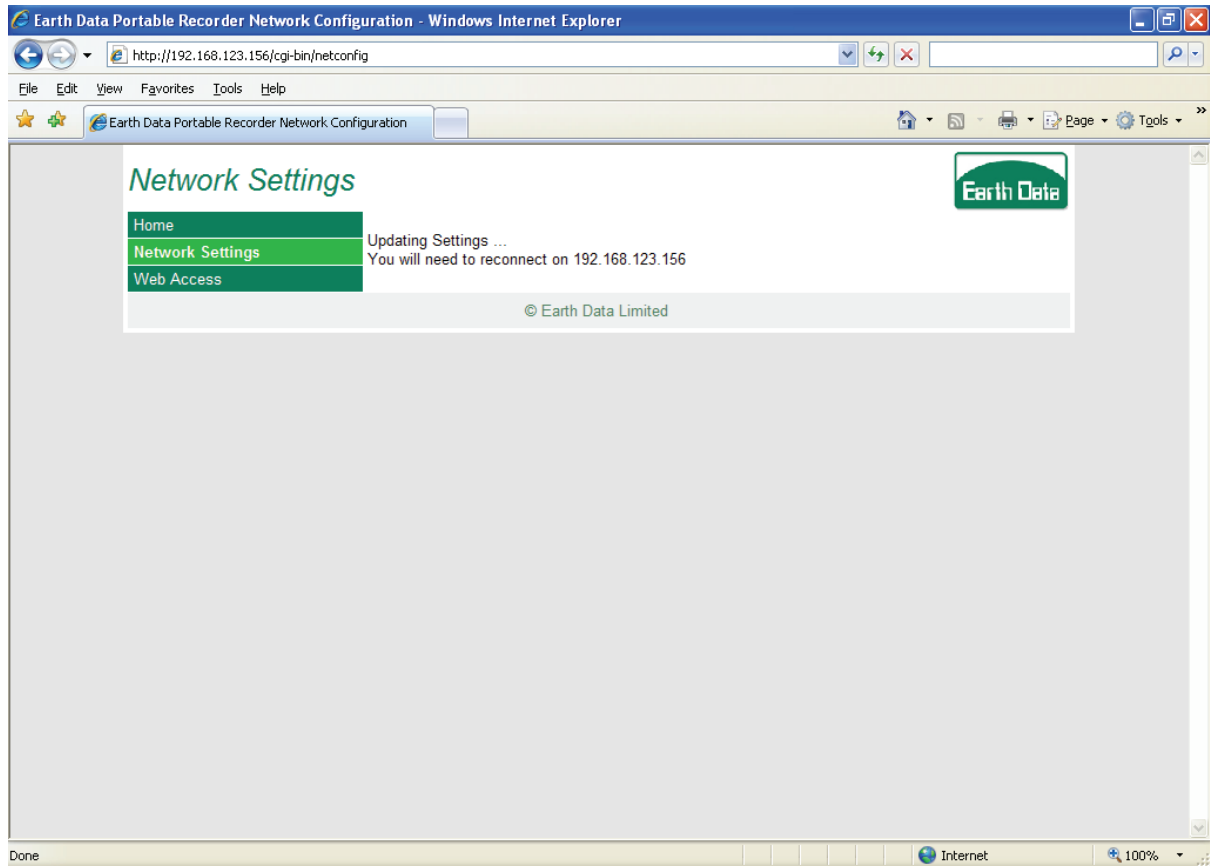 Earth Data Portable Recorder Network Configuration - Windows Internet Explorer
http://192.168.123.156/cgi-bin/netconfig
File Edit View Favorites Tools Help
Earth Data Portable Recorder Network Configuration
Page Tools
Network Settings
Earth Data
Home
Network Settings
Web Access
Updating Settings ...
You will need to reconnect on 192.168.123.156
© Earth Data Limited
Done
Internet
100%